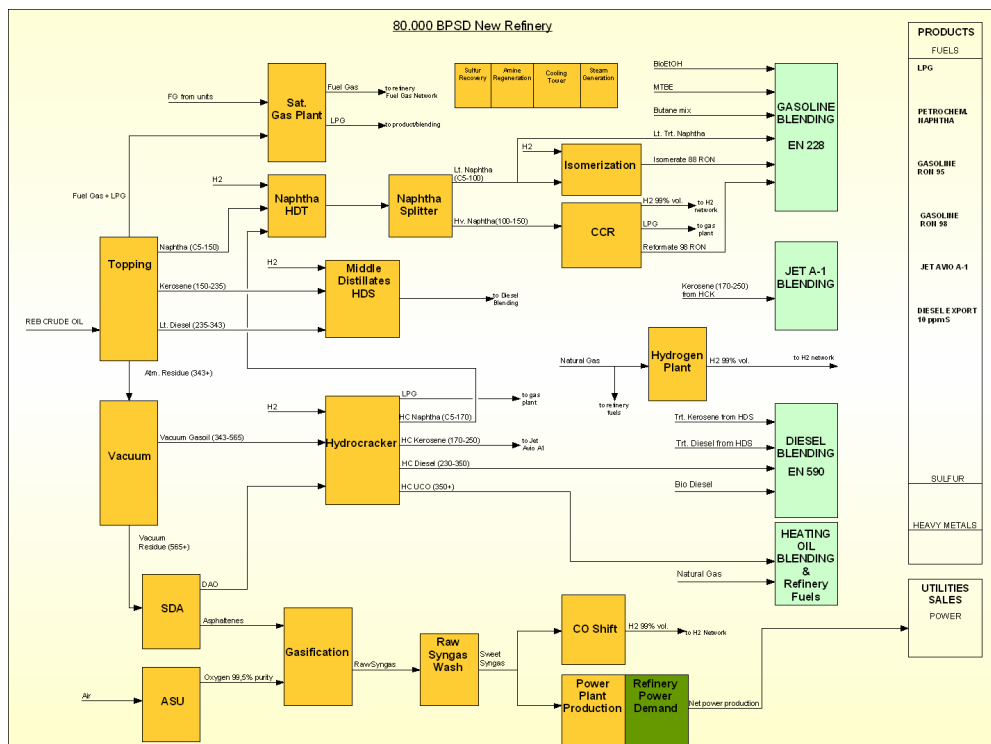 80.000 BPSD New Refinery
PRODUCTS
FUELS
LPG
PETROCHEM.
NAPHTHA
GASOLINE
RON 95
GASOLINE
RON 98
JET AVIO A-1
DIESEL EXPORT
10 ppmS
SULFUR
HEAVY METALS
UTILITIES
SALES
POWER
Sulfur
Recovery
Amine
Regeneration
Cooling
Tower
Steam
Generation
FG from units
Sat.
Gas Plant
Fuel Gas
to refinery
Fuel Gas Network
LPG
to product/blending
BioEtOH
MTBE
Butane mix
Lt. Trt. Naphtha
GASOLINE
BLENDING
EN 228
Fuel Gas + LPG
H2
Naphtha
HDT
Naphtha
Splitter
Lt. Naphtha
(C5-100)
H2
Isomerization
Isomerate 88 RON
Hv. Naphtha(100-150)
CCR
H2 99% vol.
to H2
network
LPG
to gas
plant
Reformate 98 RON
Topping
Naphtha (C5-150)
Kerosene (150-235)
Lt. Diesel (235-343)
REB CRUDE OIL
H2
Middle
Distillates
HDS
to Diesel
Blending
Kerosene (170-250)
from HCK
JET A-1
BLENDING
Atm. Residue (343+)
Natural Gas
to refinery
fuels
Hydrogen
Plant
H2 99% vol.
to H2 network
Vacuum
Vacuum Gasoil (343-565)
H2
Hydrocracker
LPG
to gas
plant
HC Naphtha (C5-170)
HC Kerosene (170-250)
to Jet
Avio A1
HC Diesel (230-350)
HC UCO (350+)
Trt. Kerosene from HDS
Trt. Diesel from HDS
Bio Diesel
DIESEL
BLENDING
EN 590
Vacuum
Residue (565+)
HEATING
OIL
BLENDING
&
Refinery
Fuels
Natural Gas
SDA
DAO
Asphaltenes
Air
ASU
Oxygen 99,5% purity
Gasification
RawSyngas
Raw
Syngas
Wash
Sweet
Syngas
CO Shift
H2 99% vol.
to H2 Network
Power
Plant
Production
Refinery
Power
Demand
Net power production